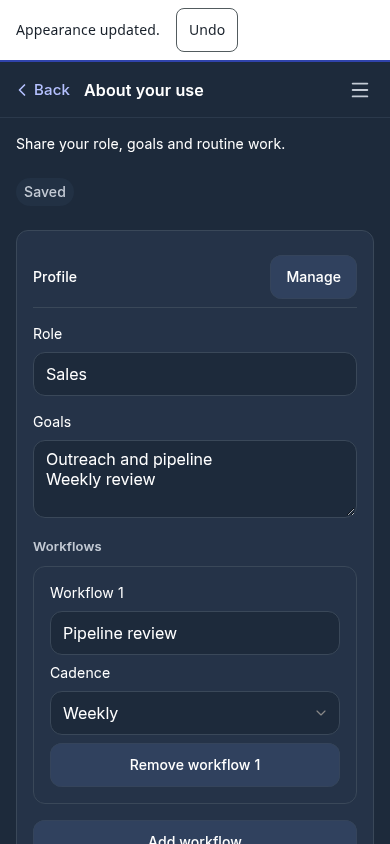 Appearance updated.
Undo
Back
About your use
Share your role, goals and routine work.
Saved
Profile
Manage
Role
Sales
Goals
Outreach and pipeline
Weekly review
Workflows
Workflow 1
Pipeline review
Cadence
Weekly
Remove workflow 1
Add workflow